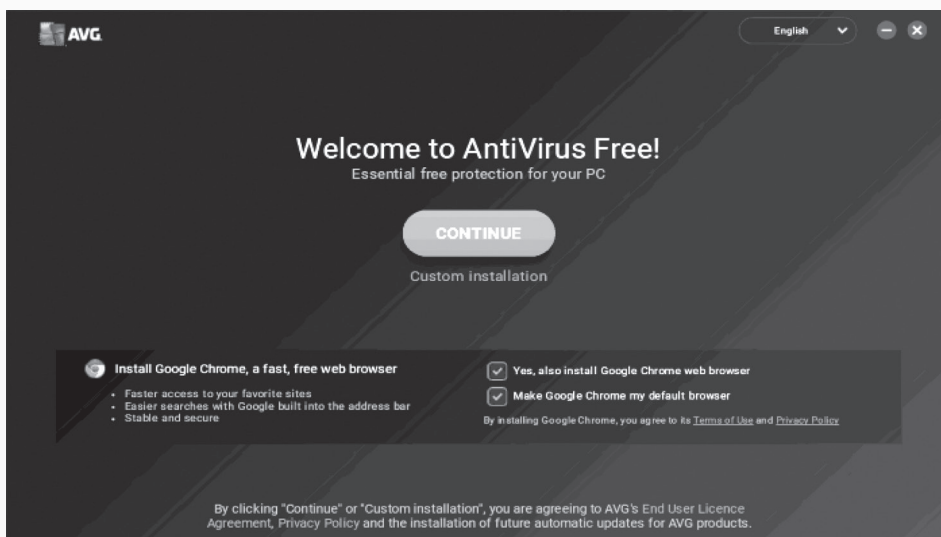 AVG
English
Welcome to AntiVirus Free!
Essential free protection for your PC
CONTINUE
Custom installation
Install Google Chrome, a fast, free web browser
• Faster access to your favorite sites
• Easier searches with Google built into the address bar
• Stable and secure
Yes, also install Google Chrome web browser
Make Google Chrome my default browser
By installing Google Chrome, you agree to its Terms of Use and Privacy Policy
By clicking "Continue" or "Custom installation", you are agreeing to AVG's End User Licence
Agreement, Privacy Policy and the installation of future automatic updates for AVG products.